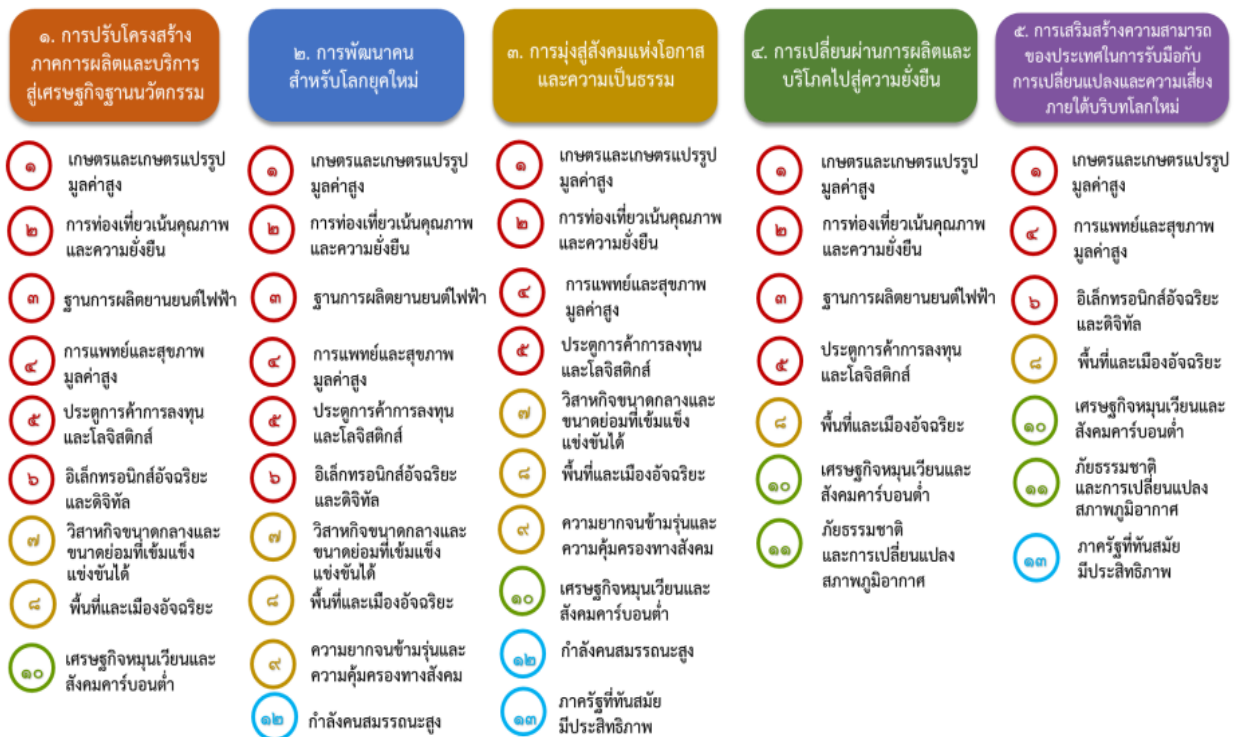 ๑. การปรับโครงสร้าง
ภาคการผลิตและบริการ
สู่เศรษฐกิจฐานนวัตกรรม
๑
เกษตรและเกษตรแปรรูป
มูลค่าสูง
๒
การท่องเที่ยวเน้นคุณภาพ
และความยั่งยืน
๓
ฐานการผลิตยานยนต์ไฟฟ้า
๔
การแพทย์และสุขภาพ
มูลค่าสูง
๕
ประตูการค้าการลงทุน
และโลจิสติกส์
๖
อิเล็กทรอนิกส์อัจฉริยะ
และดิจิทัล
๗
วิสาหกิจขนาดกลางและ
ขนาดย่อมที่เข้มแข็ง
แข่งขันได้
๘
พื้นที่และเมืองอัจฉริยะ
๑๐
เศรษฐกิจหมุนเวียนและ
สังคมคาร์บอนต่ำ
๒. การพัฒนาคน
สำหรับโลกยุคใหม่
๑
เกษตรและเกษตรแปรรูป
มูลค่าสูง
๒
การท่องเที่ยวเน้นคุณภาพ
และความยั่งยืน
๓
ฐานการผลิตยานยนต์ไฟฟ้า
๔
การแพทย์และสุขภาพ
มูลค่าสูง
๕
ประตูการค้าการลงทุน
และโลจิสติกส์
๖
อิเล็กทรอนิกส์อัจฉริยะ
และดิจิทัล
๗
วิสาหกิจขนาดกลางและ
ขนาดย่อมที่เข้มแข็ง
แข่งขันได้
๘
พื้นที่และเมืองอัจฉริยะ
๙
ความยากจนข้ามรุ่นและ
ความคุ้มครองทางสังคม
๑๒
กำลังคนสมรรถนะสูง
๓. การมุ่งสู่สังคมแห่งโอกาส
และความเป็นธรรม
๑
เกษตรและเกษตรแปรรูป
มูลค่าสูง
๒
การท่องเที่ยวเน้นคุณภาพ
และความยั่งยืน
๔
การแพทย์และสุขภาพ
มูลค่าสูง
๕
ประตูการค้าการลงทุน
และโลจิสติกส์
๗
วิสาหกิจขนาดกลางและ
ขนาดย่อมที่เข้มแข็ง
แข่งขันได้
๘
พื้นที่และเมืองอัจฉริยะ
๙
ความยากจนข้ามรุ่นและ
ความคุ้มครองทางสังคม
๑๐
เศรษฐกิจหมุนเวียนและ
สังคมคาร์บอนต่ำ
๑๒
กำลังคนสมรรถนะสูง
๑๓
ภาครัฐที่ทันสมัย
มีประสิทธิภาพ
๔. การเปลี่ยนผ่านการผลิตและ
บริโภคไปสู่ความยั่งยืน
๑
เกษตรและเกษตรแปรรูป
มูลค่าสูง
๒
การท่องเที่ยวเน้นคุณภาพ
และความยั่งยืน
๓
ฐานการผลิตยานยนต์ไฟฟ้า
๕
ประตูการค้าการลงทุน
และโลจิสติกส์
๘
พื้นที่และเมืองอัจฉริยะ
๑๐
เศรษฐกิจหมุนเวียนและ
สังคมคาร์บอนต่ำ
๑๑
ภัยธรรมชาติ
และการเปลี่ยนแปลง
สภาพภูมิอากาศ
๕. การเสริมสร้างความสามารถ
ของประเทศในการรับมือกับ
การเปลี่ยนแปลงและความเสี่ยง
ภายใต้บริบทโลกใหม่
๑
เกษตรและเกษตรแปรรูป
มูลค่าสูง
๔
การแพทย์และสุขภาพ
มูลค่าสูง
๖
อิเล็กทรอนิกส์อัจฉริยะ
และดิจิทัล
๘
พื้นที่และเมืองอัจฉริยะ
๑๐
เศรษฐกิจหมุนเวียนและ
สังคมคาร์บอนต่ำ
๑๑
ภัยธรรมชาติ
และการเปลี่ยนแปลง
สภาพภูมิอากาศ
๑๓
ภาครัฐที่ทันสมัย
มีประสิทธิภาพ